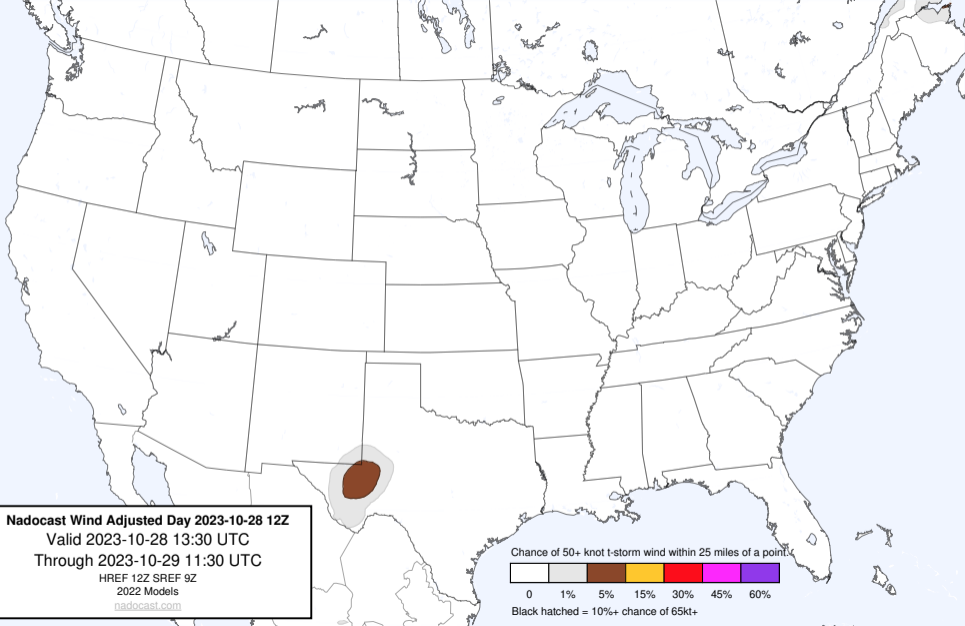 Nadocast Wind Adjusted Day 2023-10-28 12Z
Valid 2023-10-28 13:30 UTC
Through 2023-10-29 11:30 UTC
HREF 12Z SREF 9Z
2022 Models
nadocast.com
Chance of 50+ knot t-storm wind within 25 miles of a point.
0 1% 5% 15% 30% 45% 60%
Black hatched = 10%+ chance of 65kt+